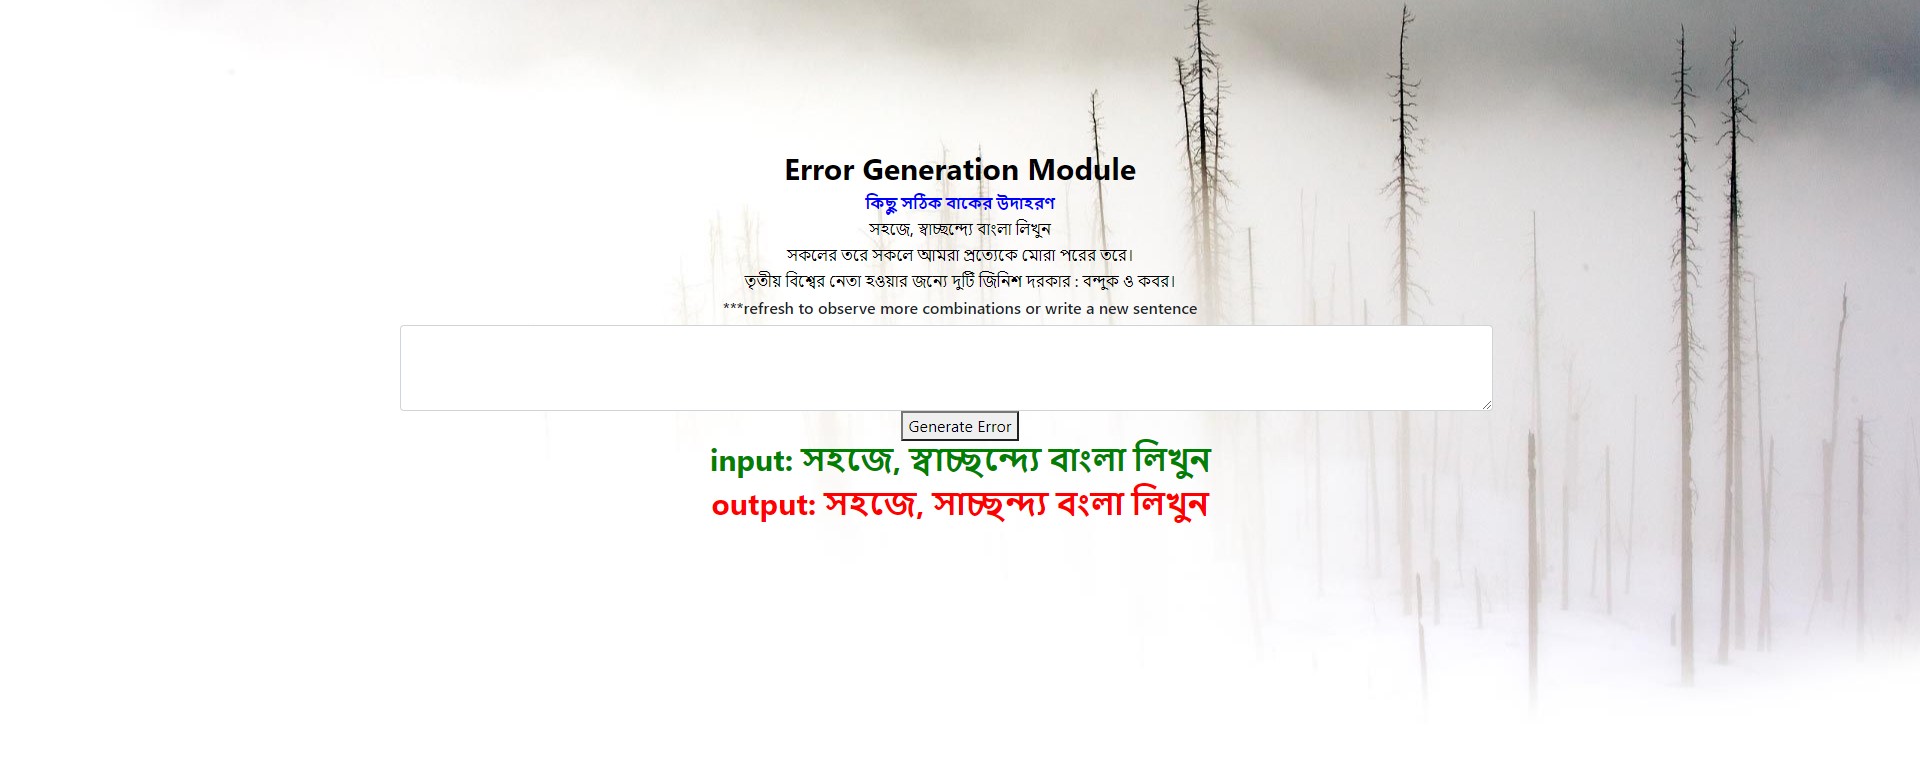 Error Generation Module
কিছু সঠিক বাকের উদাহরণ
সহজে, স্বাচ্ছন্দ্যে বাংলা লিখুন
সকলের তরে সকলে আমরা প্রত্যেকে মোরা পরের তরে।
তৃতীয় বিশ্বের নেতা হওয়ার জন্যে দুটি জিনিশ দরকার : বন্দুক ও কবর।
***refresh to observe more combinations or write a new sentence
Generate Error
input: সহজে, স্বাচ্ছন্দ্যে বাংলা লিখুন
output: সহজে, সাচ্ছন্দ্য বংলা লিখুন